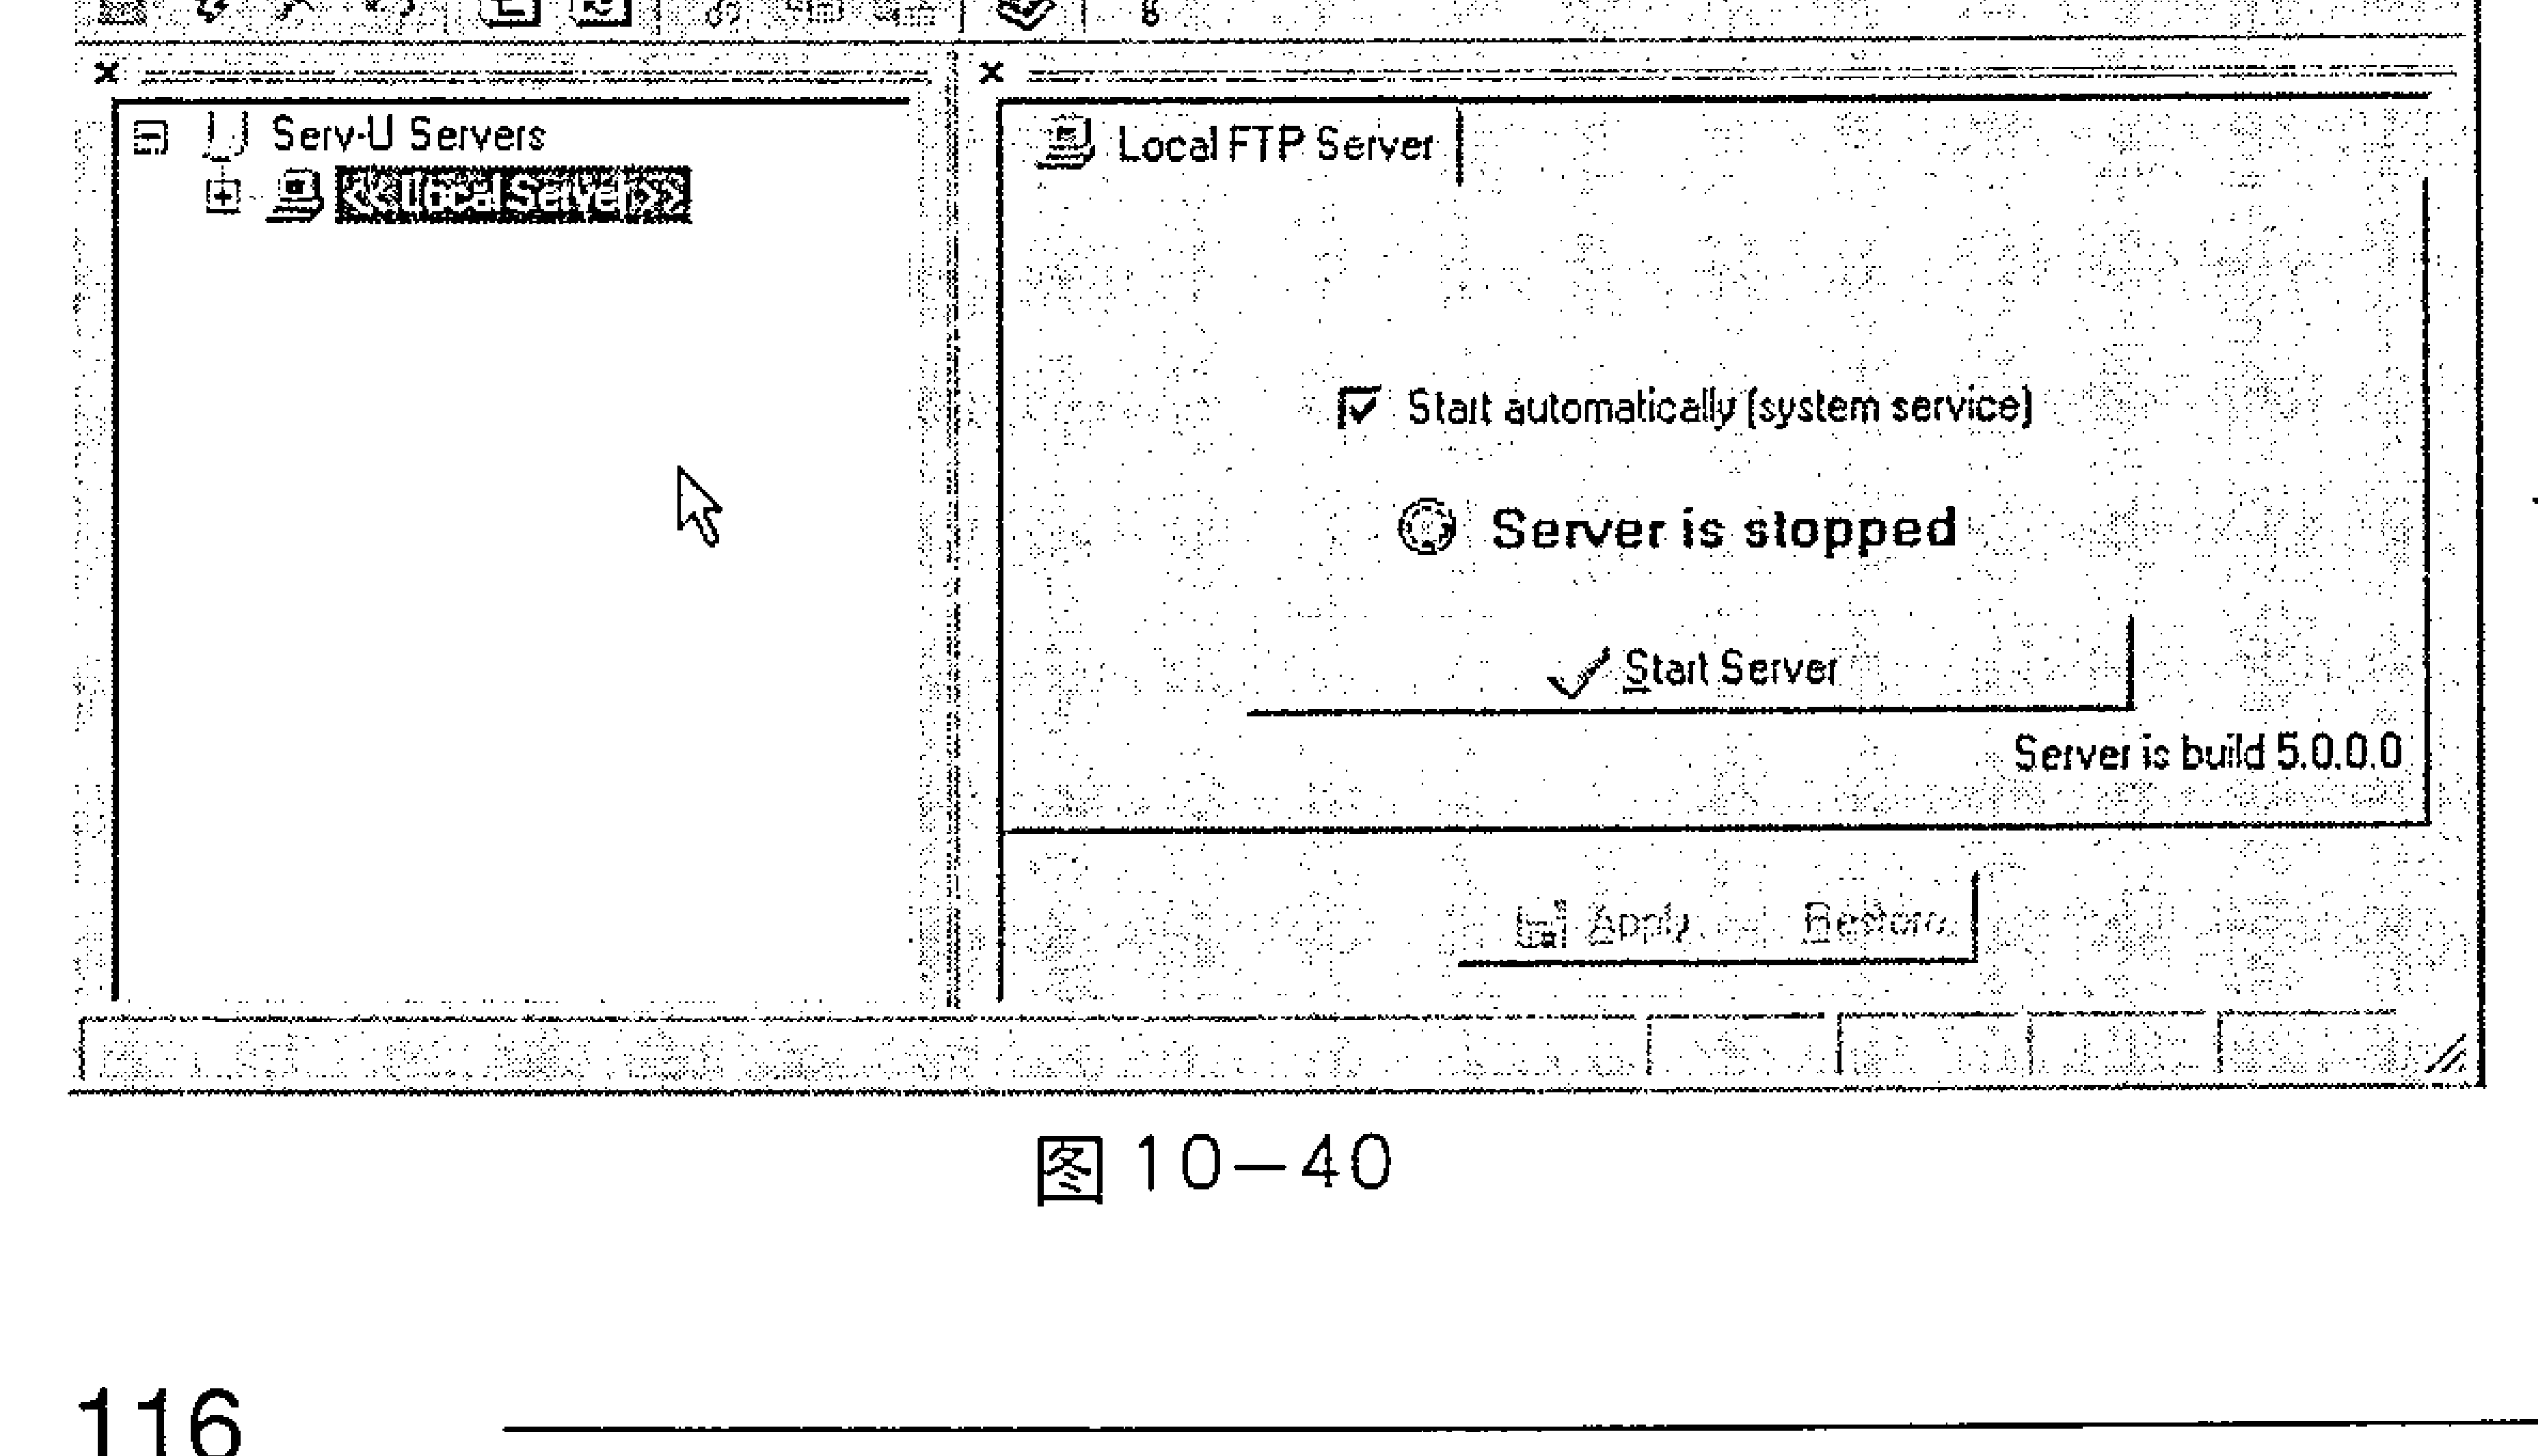 Serv-U Servers
<<Local Server>>
Local FTP Server
Start automatically (system service)
Server is stopped
Start Server
Server is build 5.0.0.0
Apply
Restore
图 10-40
116